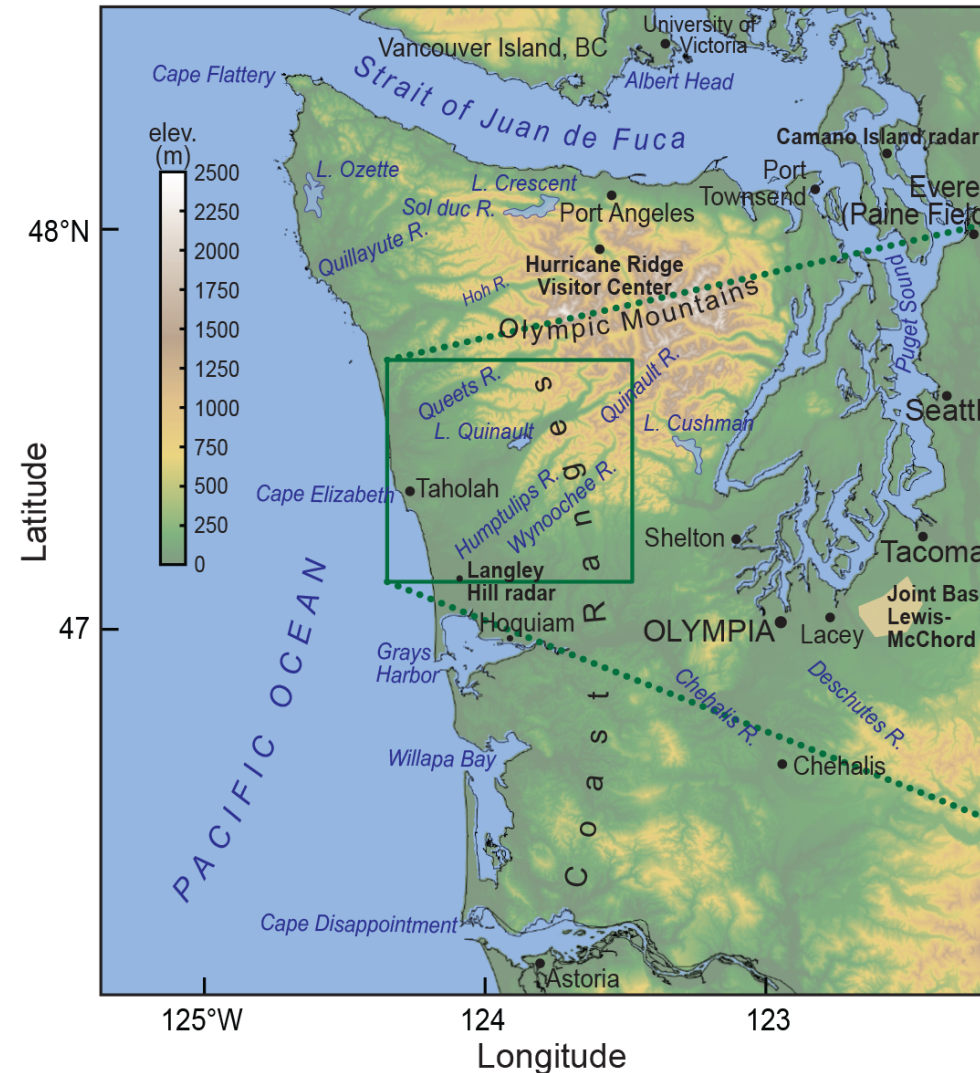 University of
Victoria
Vancouver Island, BC
Cape Flattery
Strait of Juan de Fuca
Albert Head
elev.
(m)
2500
2250
2000
1750
1500
1250
1000
750
500
250
0
Camano Island radar
L. Ozette
L. Crescent
Port
Townsend
Sol duc R.
Port Angeles
Evere
(Paine Field
48°N
Quillayute R.
Hurricane Ridge
Visitor Center
Hoh R.
Olympic Mountains
Puget Sound
Queets R.
Quinault R.
Seattl
L. Quinault
L. Cushman
Coast Ranges
Cape Elizabeth
Taholah
Humptulips R.
Wynoochee R.
Shelton
Tacoma
Langley
Hill radar
Joint Bas
Lewis-
McChord
Hoquiam
OLYMPIA
Lacey
47
Grays
Harbor
PACIFIC OCEAN
Chehalis R.
Deschutes R.
Willapa Bay
Chehalis
Cape Disappointment
Astoria
125°W
124
123
Latitude
Longitude